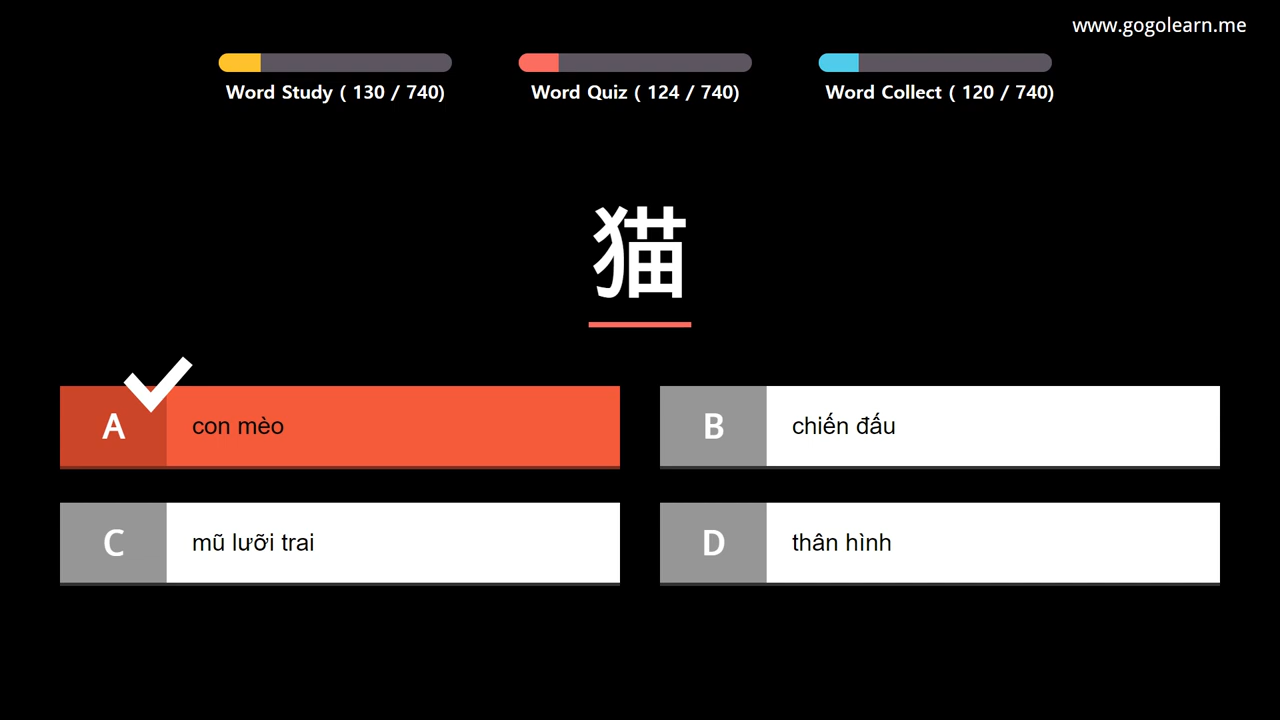 www.gogolearn.me
Word Study ( 130 / 740)
Word Quiz ( 124 / 740)
Word Collect ( 120 / 740)
猫
A con mèo
B chiến đấu
C mũ lưỡi trai
D thân hình